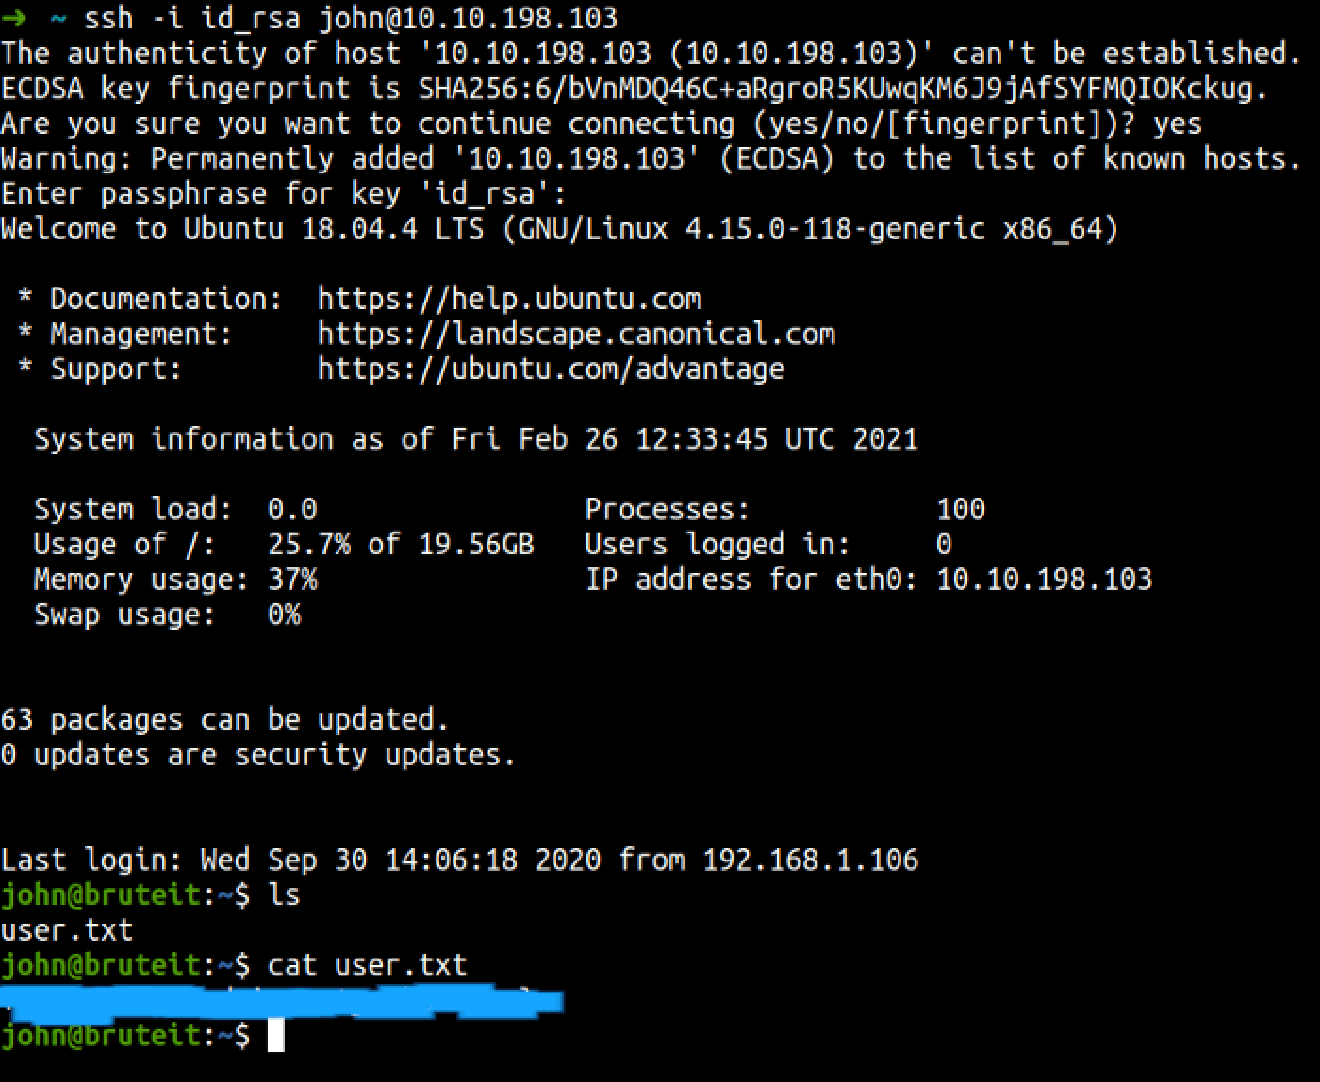 → ~ ssh -i id_rsa john@10.10.198.103
The authenticity of host '10.10.198.103 (10.10.198.103)' can't be established.
ECDSA key fingerprint is SHA256:6/bVnMDQ46C+aRgroR5KUwqKM6J9jAfSYFMQIOKckug.
Are you sure you want to continue connecting (yes/no/[fingerprint])? yes
Warning: Permanently added '10.10.198.103' (ECDSA) to the list of known hosts.
Enter passphrase for key 'id_rsa':
Welcome to Ubuntu 18.04.4 LTS (GNU/Linux 4.15.0-118-generic x86_64)
* Documentation: https://help.ubuntu.com
* Management: https://landscape.canonical.com
* Support: https://ubuntu.com/advantage
System information as of Fri Feb 26 12:33:45 UTC 2021
System load: 0.0 Processes: 100
Usage of /: 25.7% of 19.56GB Users logged in: 0
Memory usage: 37% IP address for eth0: 10.10.198.103
Swap usage: 0%
63 packages can be updated.
0 updates are security updates.
Last login: Wed Sep 30 14:06:18 2020 from 192.168.1.106
john@bruteit:~$ ls
user.txt
john@bruteit:~$ cat user.txt
john@bruteit:~$